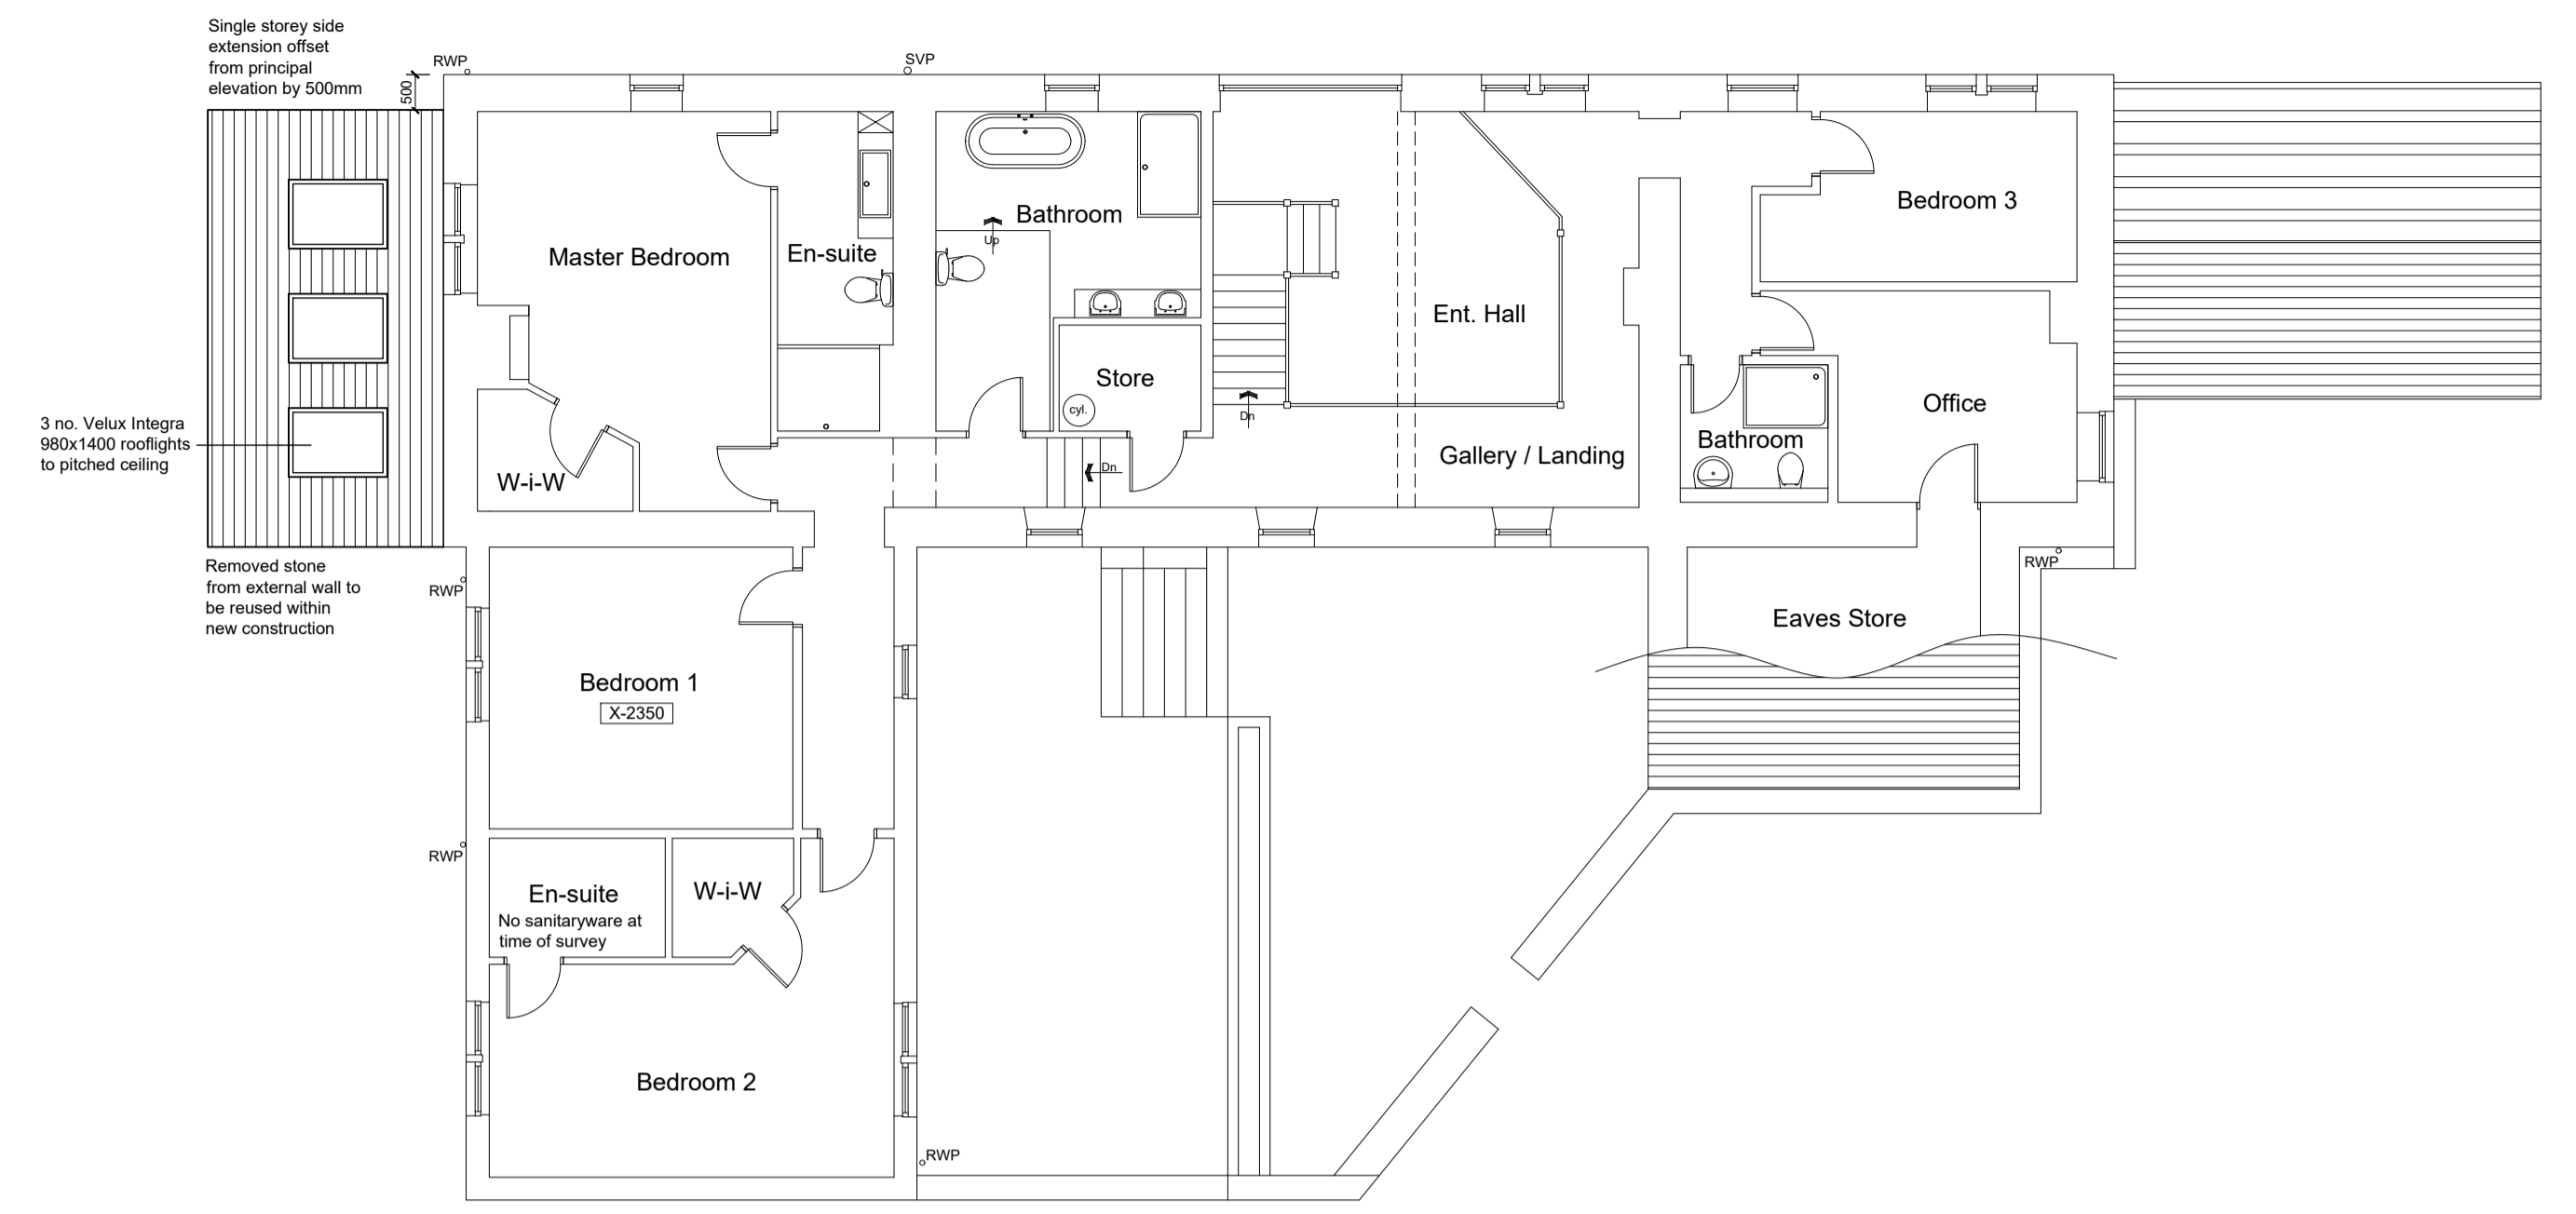 Single storey side
extension offset
from principal
elevation by 500mm
RWP
500
SVP
Master Bedroom
En-suite
Bathroom
Up
Bedroom 3
Ent. Hall
Store
cyl.
Dn
Office
3 no. Velux Integra
980x1400 rooflights
to pitched ceiling
W-i-W
Dn
Gallery / Landing
Bathroom
Removed stone
from external wall to
be reused within
new construction
RWP
RWP
Eaves Store
Bedroom 1
X-2350
RWP
En-suite
No sanitaryware at
time of survey
W-i-W
Bedroom 2
RWP